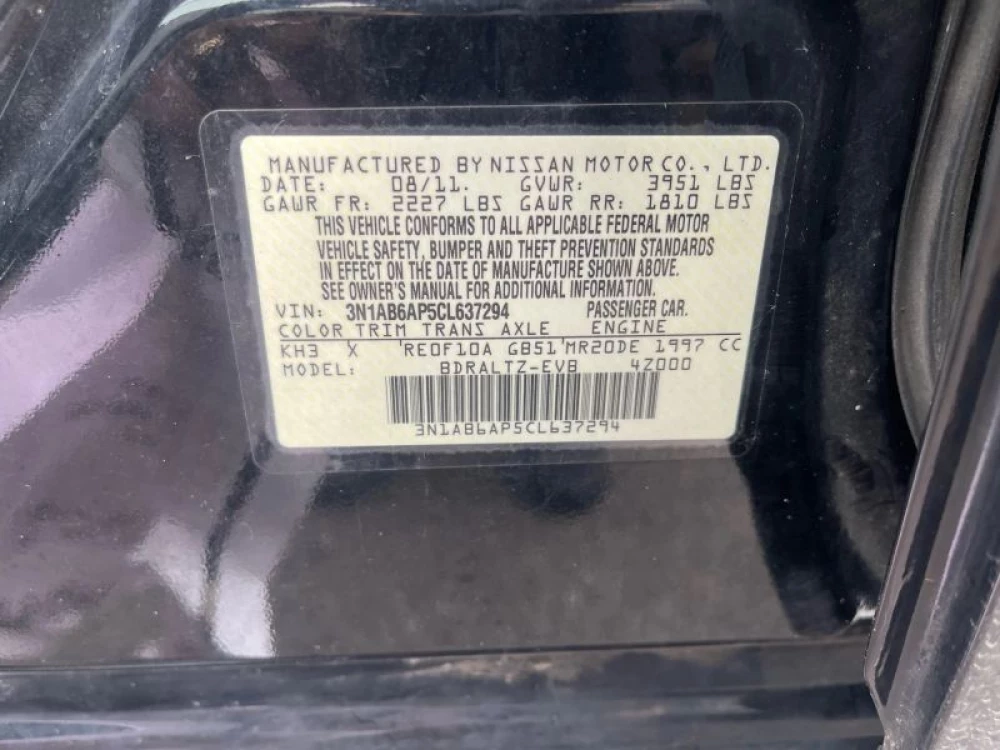 MANUFACTURED BY NISSAN MOTOR CO., LTD.
DATE: 08/11. GVWR: 3951 LBS
GAWR FR: 2227 LBS GAWR RR: 1810 LBS
THIS VEHICLE CONFORMS TO ALL APPLICABLE FEDERAL MOTOR
VEHICLE SAFETY, BUMPER AND THEFT PREVENTION STANDARDS
IN EFFECT ON THE DATE OF MANUFACTURE SHOWN ABOVE.
SEE OWNER'S MANUAL FOR ADDITIONAL INFORMATION.
VIN: 3N1AB6AP5CL637294 PASSENGER CAR.
COLOR TRIM TRANS AXLE ENGINE
KH3 X 'RE0F10A GB51'MR20DE 1997 CC
MODEL: BDRALTZ-EVB 4Z000
3N1AB6AP5CL637294